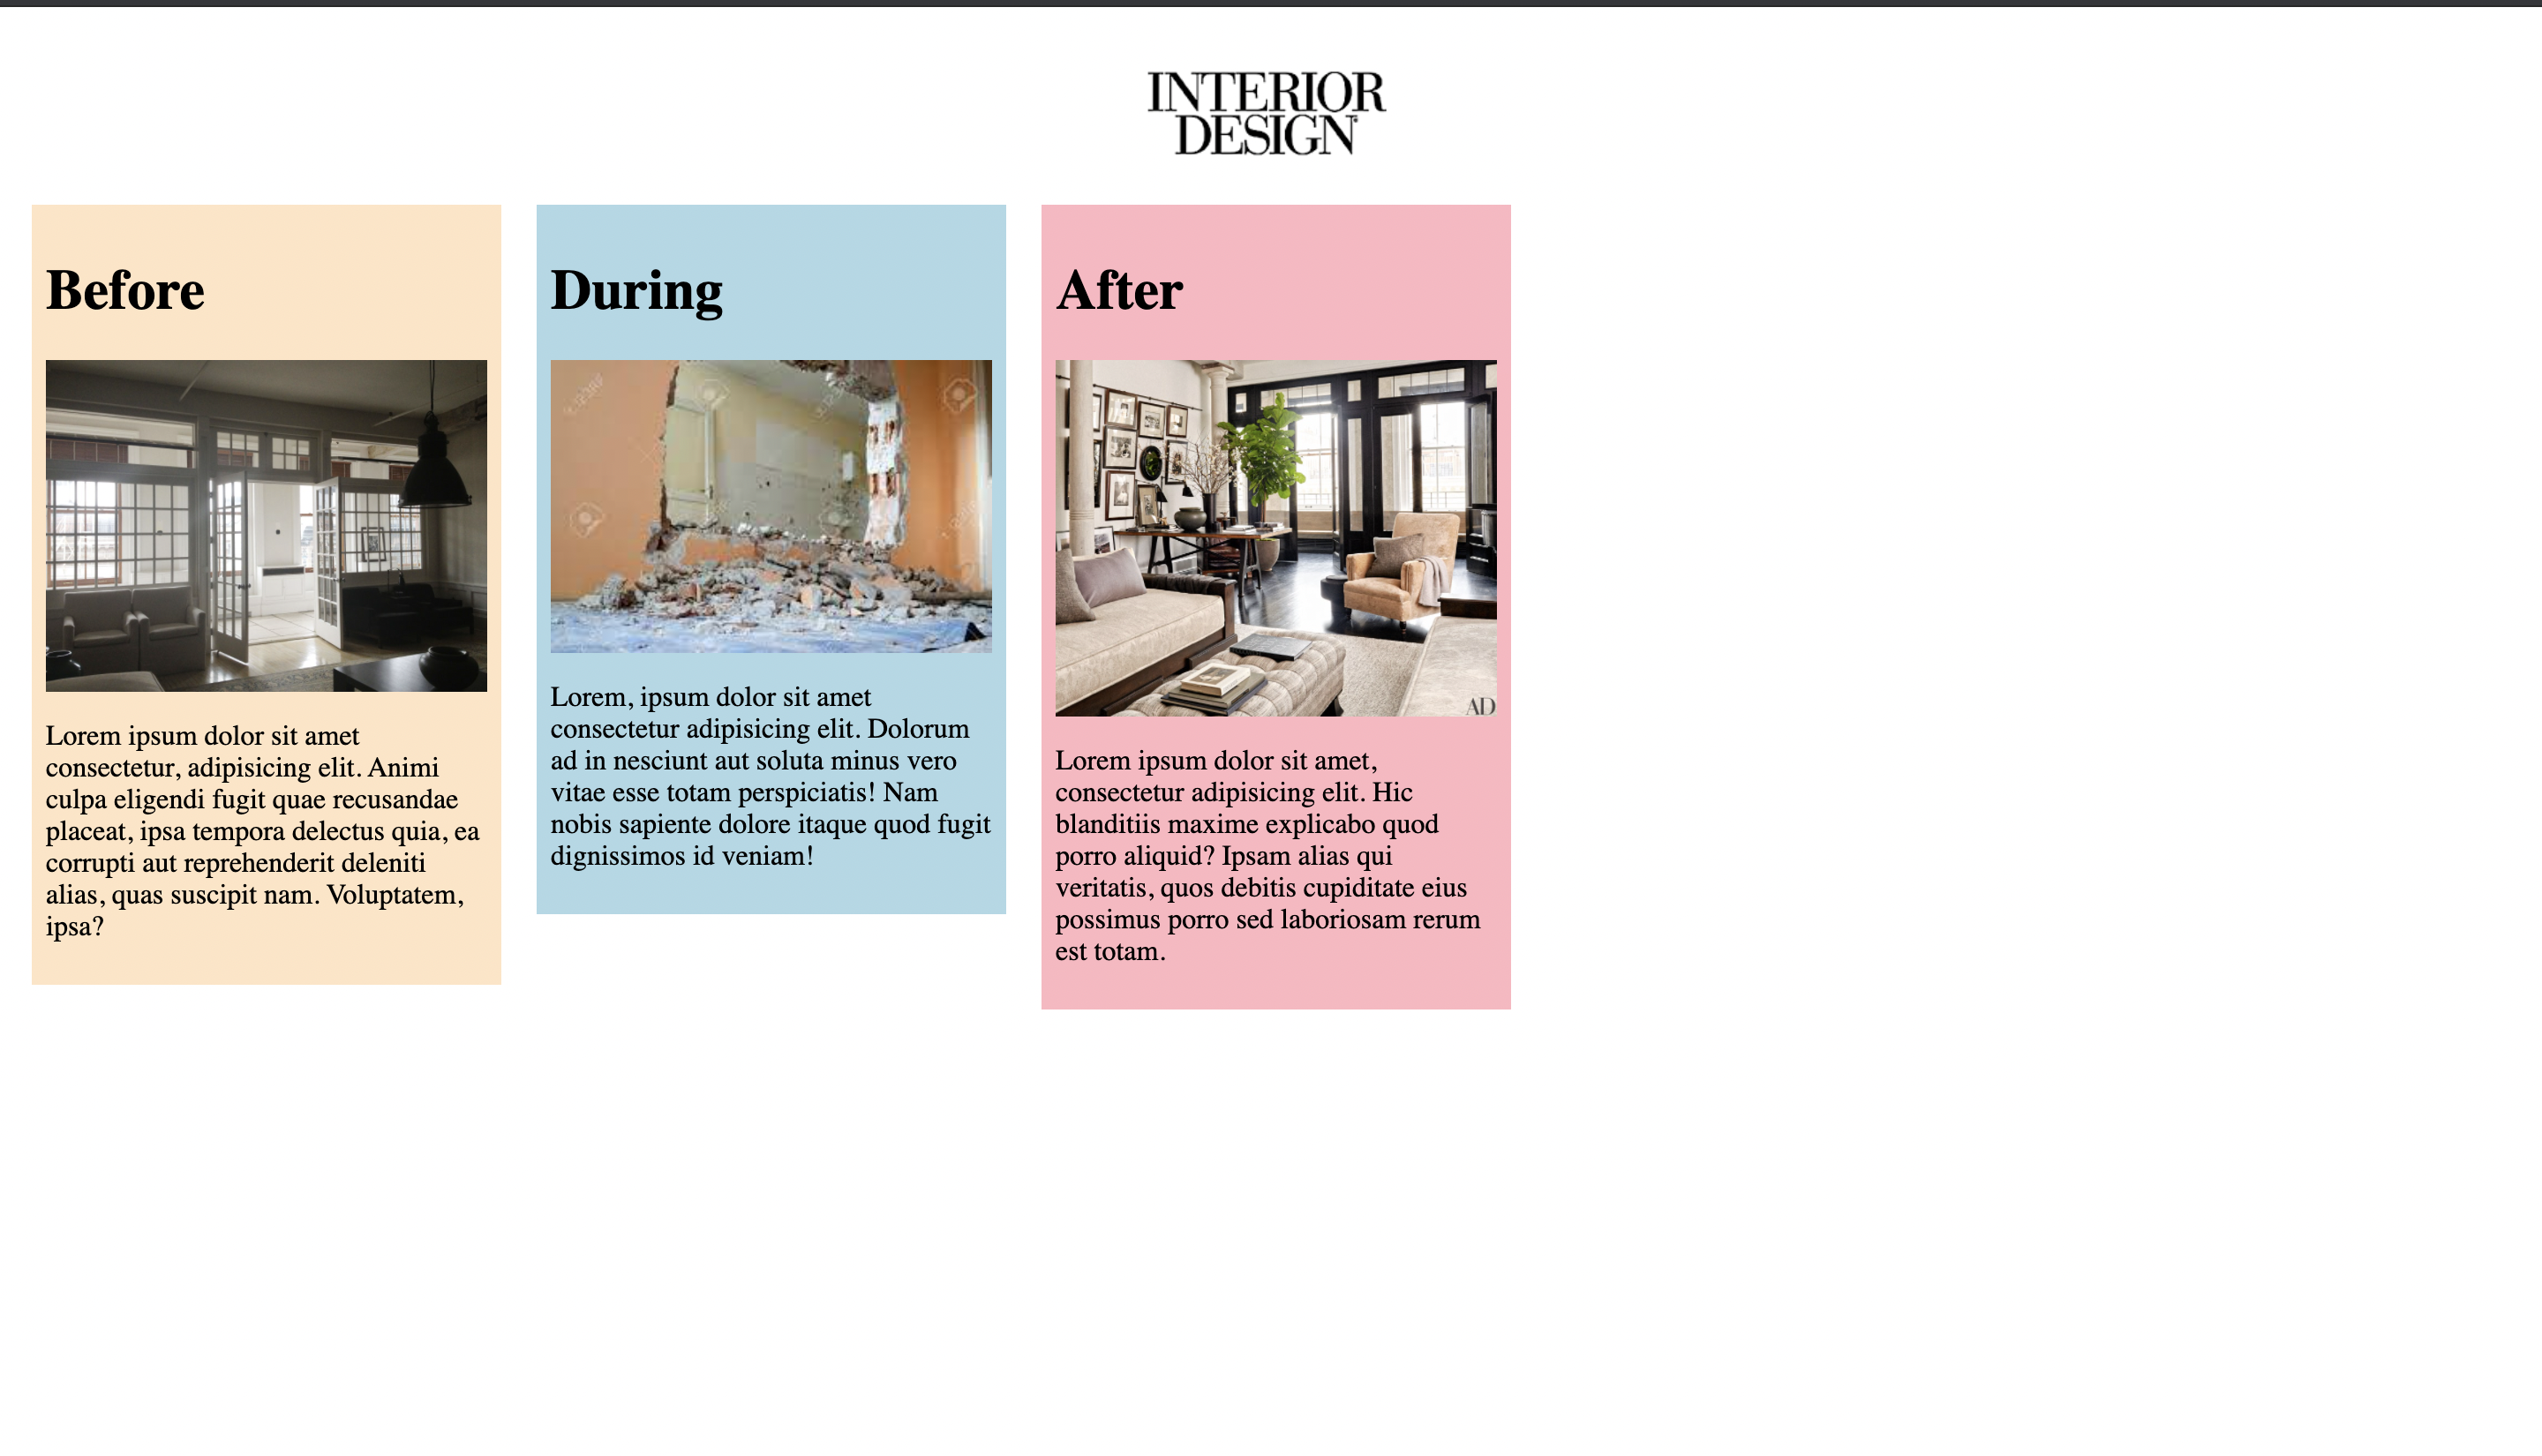 INTERIOR
DESIGN
Before
Lorem ipsum dolor sit amet
consectetur, adipisicing elit. Animi
culpa eligendi fugit quae recusandae
placeat, ipsa tempora delectus quia, ea
corrupti aut reprehenderit deleniti
alias, quas suscipit nam. Voluptatem,
ipsa?
During
123RF
Lorem, ipsum dolor sit amet
consectetur adipisicing elit. Dolorum
ad in nesciunt aut soluta minus vero
vitae esse totam perspiciatis! Nam
nobis sapiente dolore itaque quod fugit
dignissimos id veniam!
After
AD
Lorem ipsum dolor sit amet,
consectetur adipisicing elit. Hic
blanditiis maxime explicabo quod
porro aliquid? Ipsam alias qui
veritatis, quos debitis cupiditate eius
possimus porro sed laboriosam rerum
est totam.